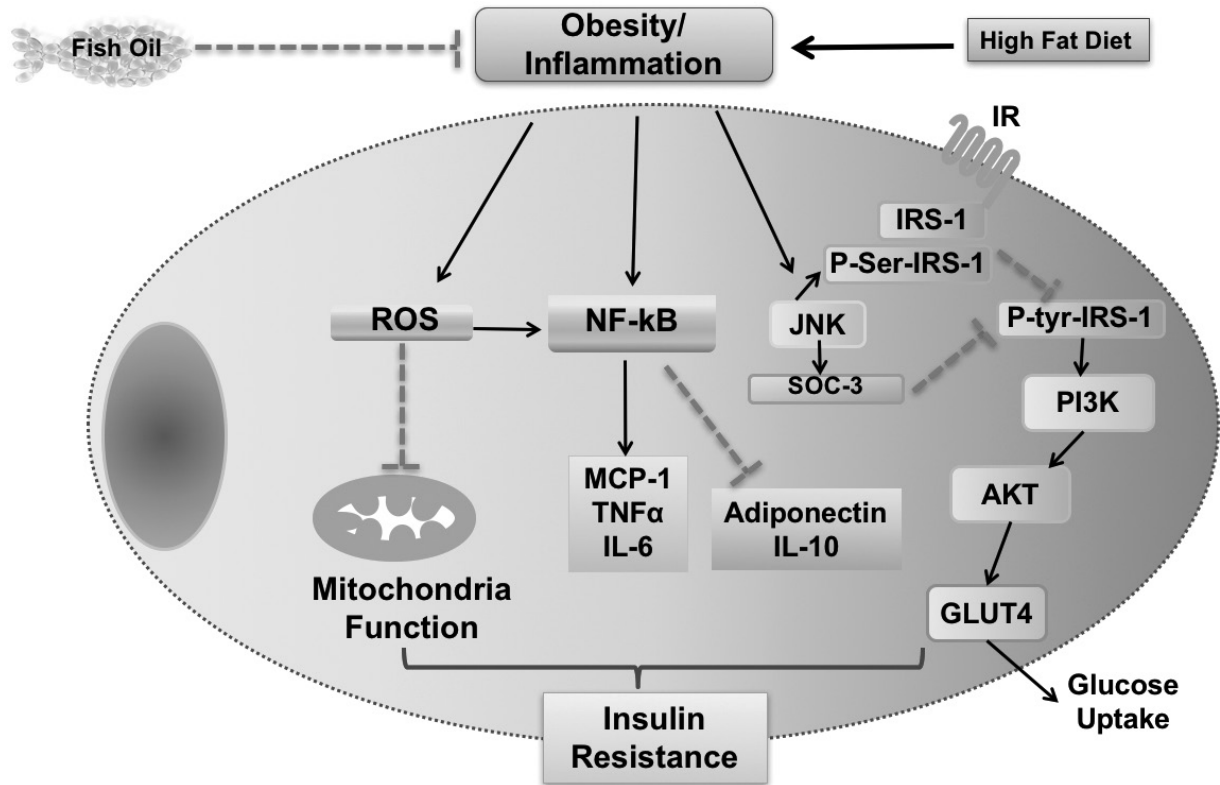 Fish Oil
Obesity/
Inflammation
High Fat Diet
IR
IRS-1
P-Ser-IRS-1
ROS
NF-kB
JNK
P-tyr-IRS-1
SOC-3
PI3K
MCP-1
TNFα
IL-6
Adiponectin
IL-10
AKT
Mitochondria
Function
GLUT4
Glucose
Uptake
Insulin
Resistance